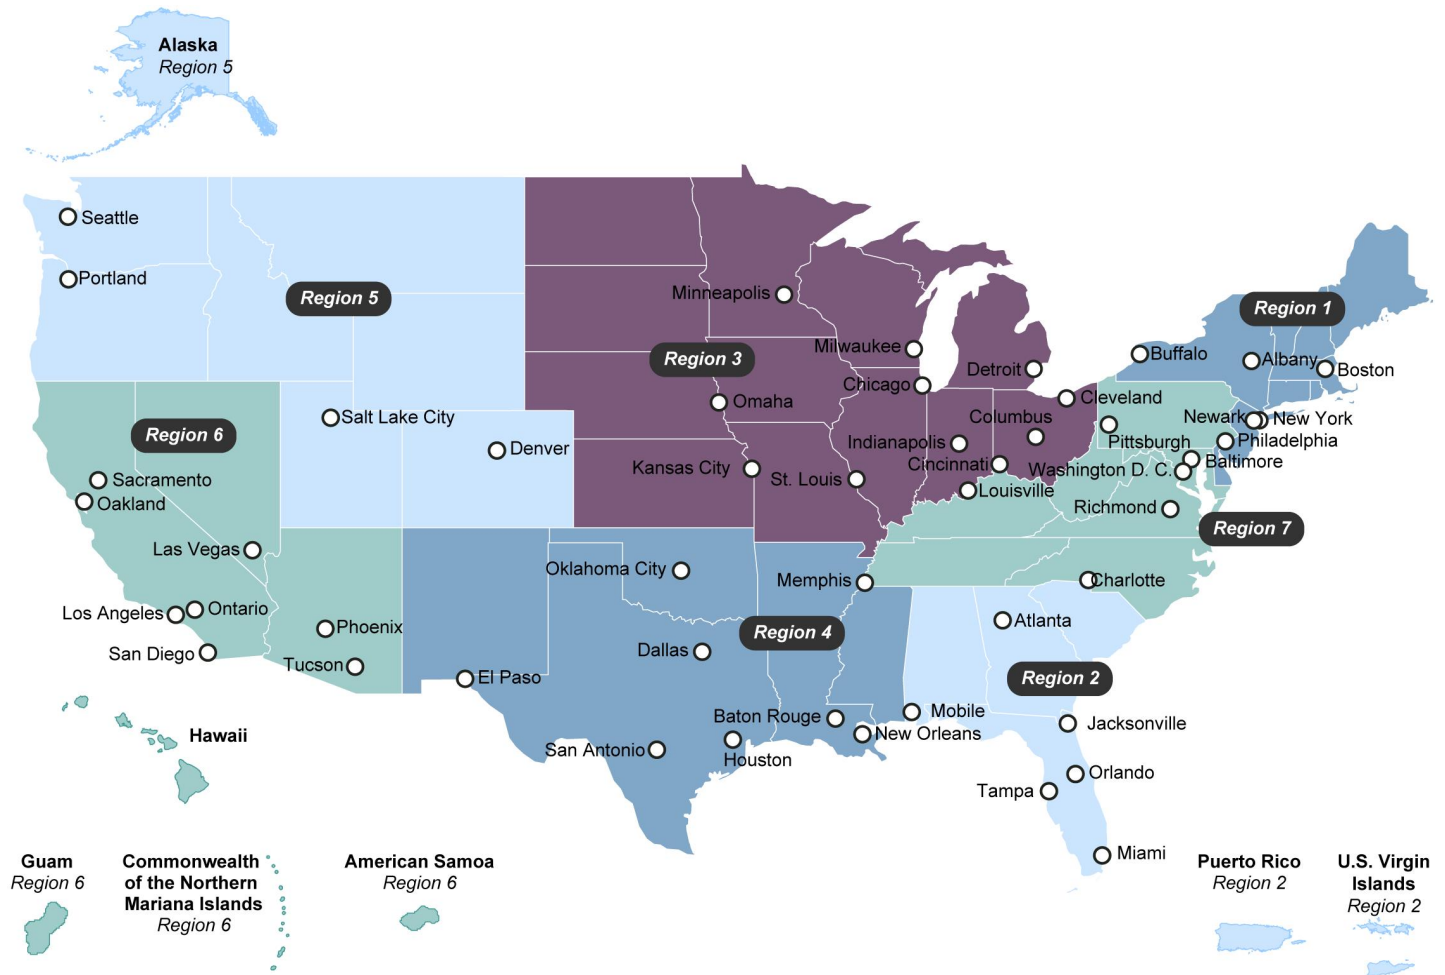 Alaska
Region 5
Seattle
Portland
Region 5
Region 1
Minneapolis
Milwaukee
Region 3
Buffalo
Albany
Boston
Detroit
Chicago
Cleveland
Omaha
Columbus
Newark
New York
Salt Lake City
Region 6
Denver
Indianapolis
Pittsburgh
Philadelphia
Kansas City
St. Louis
Cincinnati
Washington D. C.
Baltimore
Sacramento
Oakland
Louisville
Richmond
Region 7
Las Vegas
Oklahoma City
Memphis
Charlotte
Los Angeles
Ontario
Phoenix
Region 4
Atlanta
San Diego
Tucson
Dallas
El Paso
Region 2
Baton Rouge
Mobile
Jacksonville
New Orleans
Hawaii
San Antonio
Houston
Orlando
Tampa
Miami
Guam
Region 6
Commonwealth
of the Northern
Mariana Islands
Region 6
American Samoa
Region 6
Puerto Rico
Region 2
U.S. Virgin
Islands
Region 2